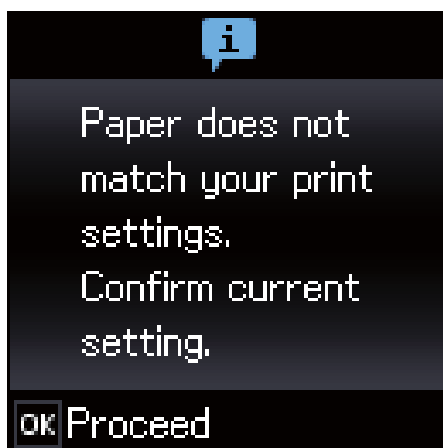 i
Paper does not
match your print
settings.
Confirm current
setting.
OK Proceed